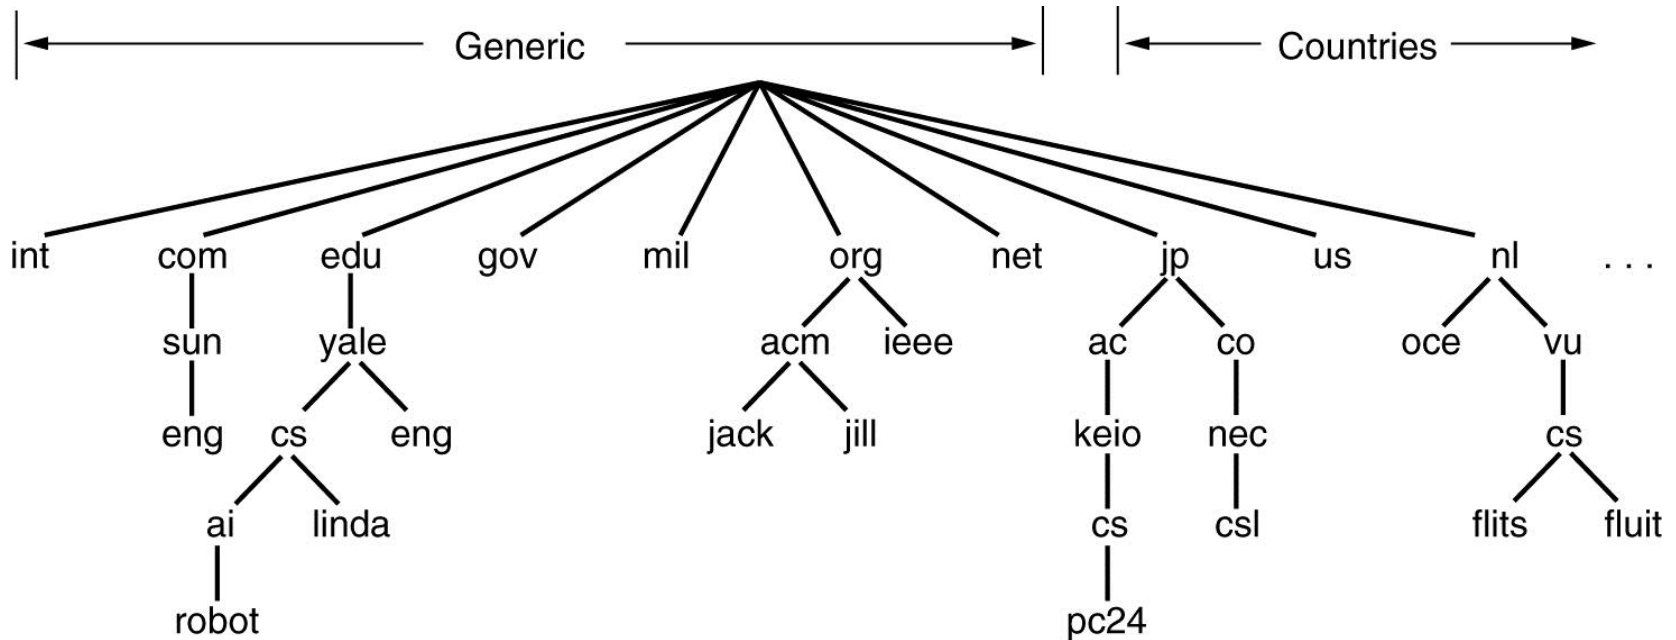 Generic Countries
int com edu gov mil org net jp us nl . . .
sun yale acm ieee ac co oce vu
eng cs eng jack jill keio nec cs
ai linda cs csl flits fluit
robot pc24